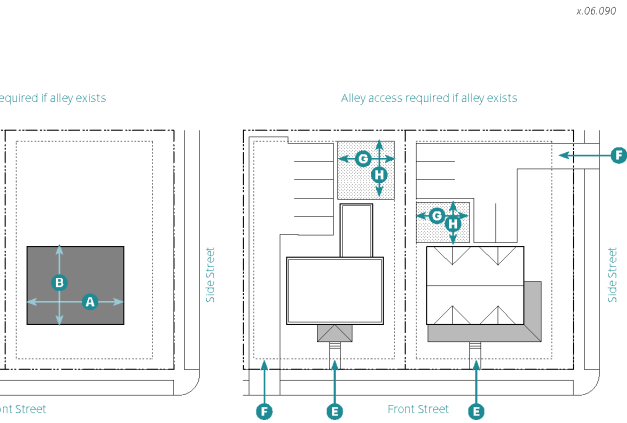 x.06.090
equired if alley exists
Alley access required if alley exists
G
H
F
G
H
B
A
Side Street
Side Street
nt Street
F
E
Front Street
E